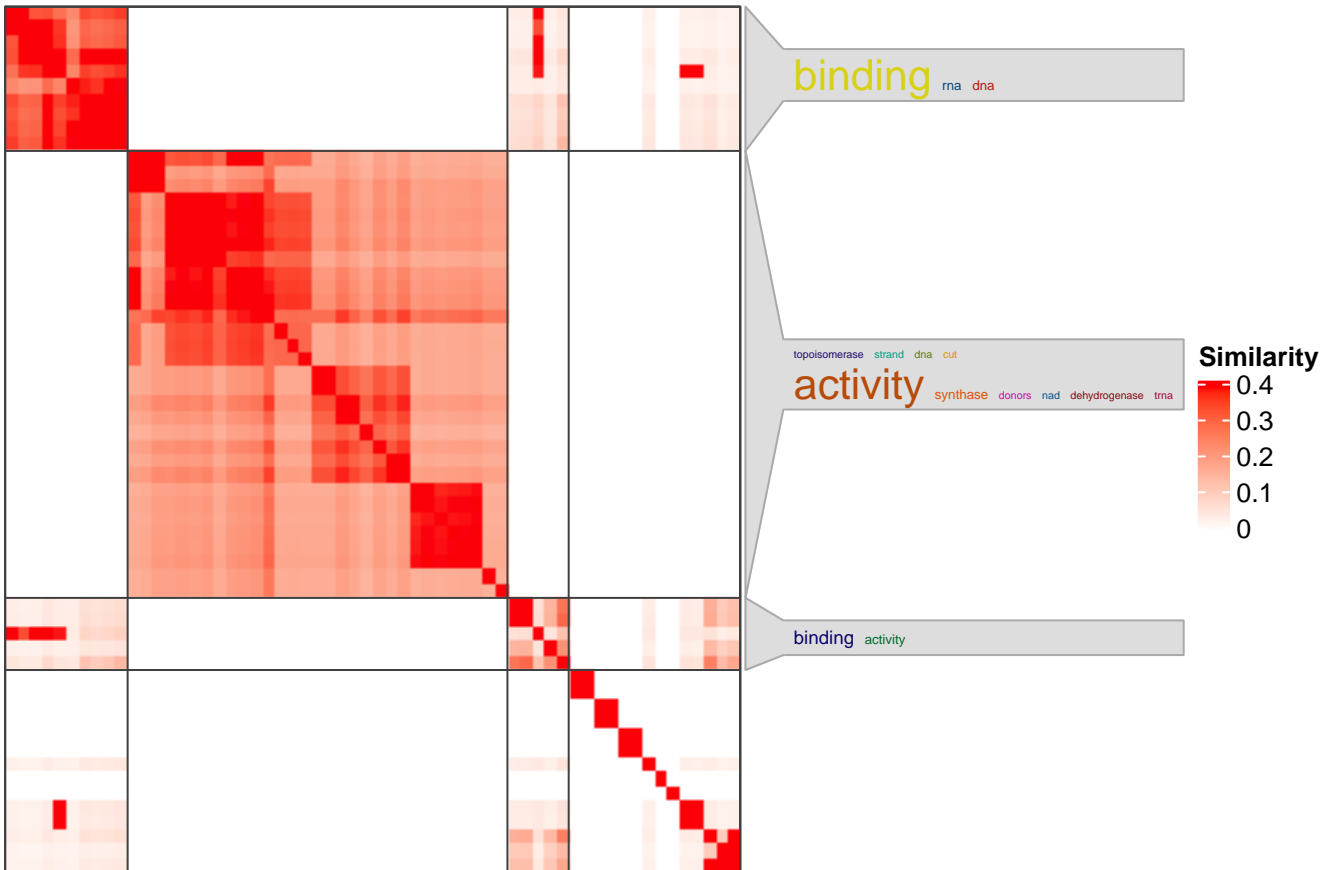 binding rna dna
topoisomerase strand dna cut
activity synthase donors nad dehydrogenase trna
binding activity
Similarity
0.4
0.3
0.2
0.1
0